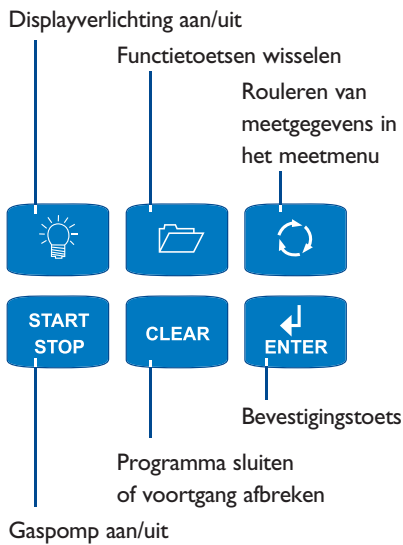 Displayverlichting aan/uit
Functietoetsen wisselen
Rouleren van
meetgegevens in
het meetmenu
START
STOP
CLEAR
ENTER
Bevestigingstoets
Programma sluiten
of voortgang afbreken
Gaspomp aan/uit